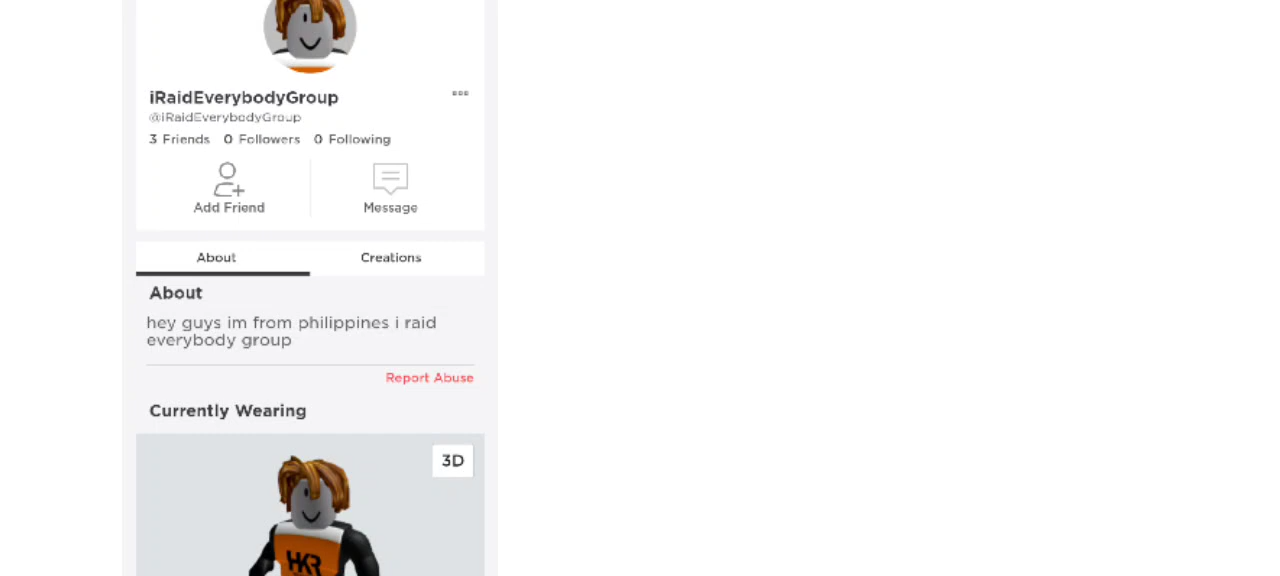 iRaidEverybodyGroup
@iRaidEverybodyGroup
3 Friends 0 Followers 0 Following
Add Friend Message
About Creations
About
hey guys im from philippines i raid
everybody group
Report Abuse
Currently Wearing
3D
HKR